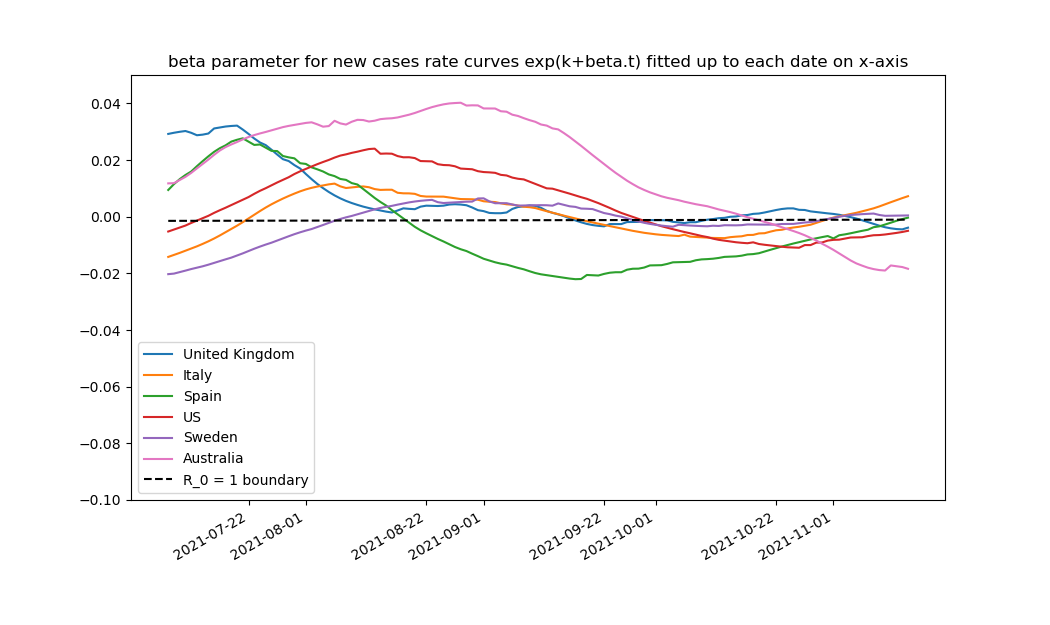 beta parameter for new cases rate curves exp(k+beta.t) fitted up to each date on x-axis
0.04
0.02
0.00
−0.02
−0.04
−0.06
−0.08
−0.10
United Kingdom
Italy
Spain
US
Sweden
Australia
R_0 = 1 boundary
2021-07-22
2021-08-01
2021-08-22
2021-09-01
2021-09-22
2021-10-01
2021-10-22
2021-11-01